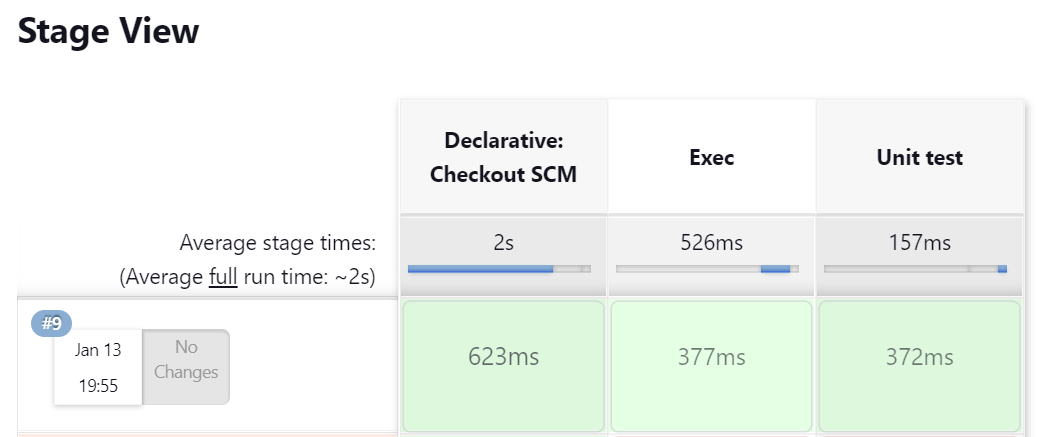 Stage View
Declarative:
Checkout SCM
Exec
Unit test
Average stage times:
(Average full run time: ~2s)
2s
526ms
157ms
#9
Jan 13
19:55
No
Changes
623ms
377ms
372ms